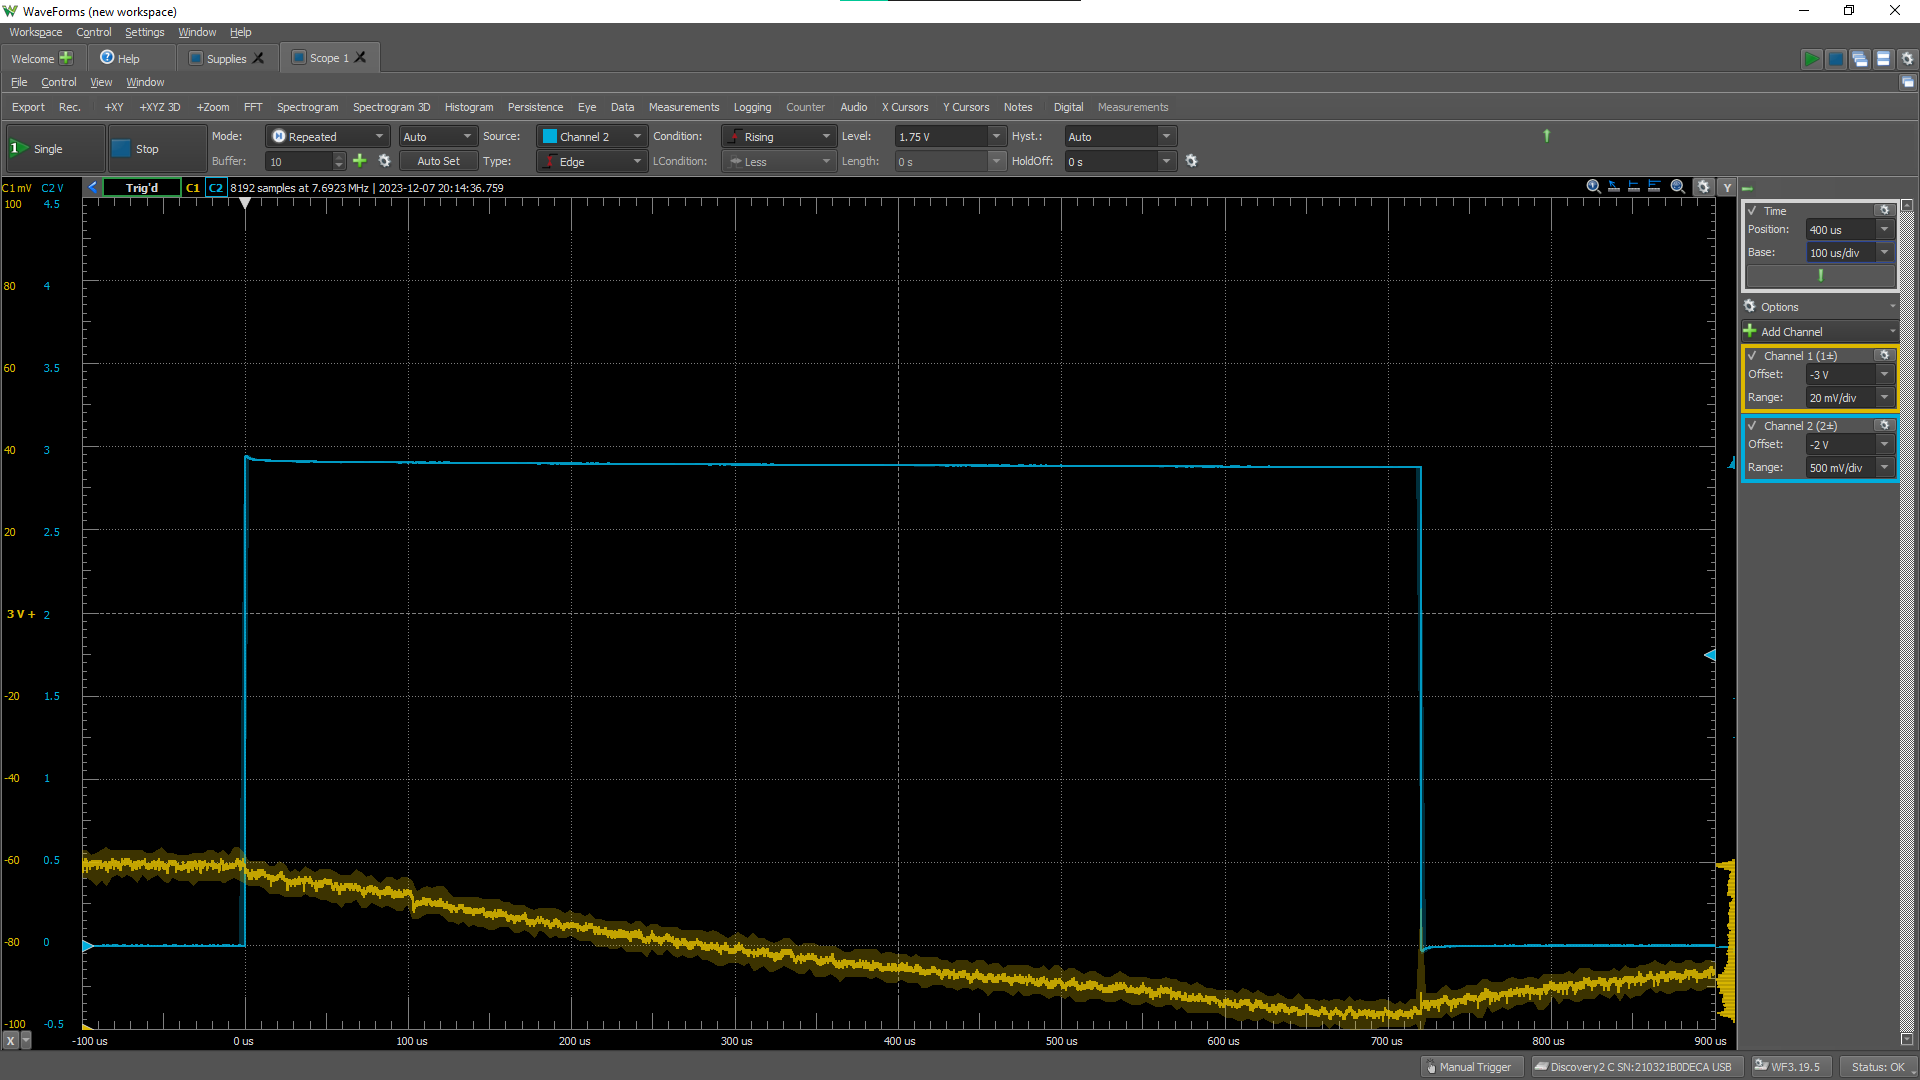 WaveForms (new workspace)
Workspace Control Settings Window Help
Welcome Help Supplies Scope 1
File Control View Window
Export Rec. +XY +XYZ 3D +Zoom FFT Spectrogram Spectrogram 3D Histogram Persistence Eye Data Measurements Logging Counter Audio X Cursors Y Cursors Notes Digital Measurements
1 Single Stop Mode: Repeated Auto Source: Channel 2 Condition: Rising Level: 1.75 V Hyst.: Auto
Buffer: 10 Auto Set Type: Edge LCondition: Less Length: 0 s HoldOff: 0 s
C1 mV C2 V Trig'd C1 C2 8192 samples at 7.6923 MHz | 2023-12-07 20:14:36.759 Y
100 4.5
80 4
60 3.5
40 3
20 2.5
3 V + 2
-20 1.5
-40 1
-60 0.5
-80 0
-100 -0.5
X -100 us 0 us 100 us 200 us 300 us 400 us 500 us 600 us 700 us 800 us 900 us
Time
Position: 400 us
Base: 100 us/div
Options
Add Channel
Channel 1 (1±)
Offset: -3 V
Range: 20 mV/div
Channel 2 (2±)
Offset: -2 V
Range: 500 mV/div
Manual Trigger Discovery2 C SN:210321B0DECA USB WF3.19.5 Status: OK